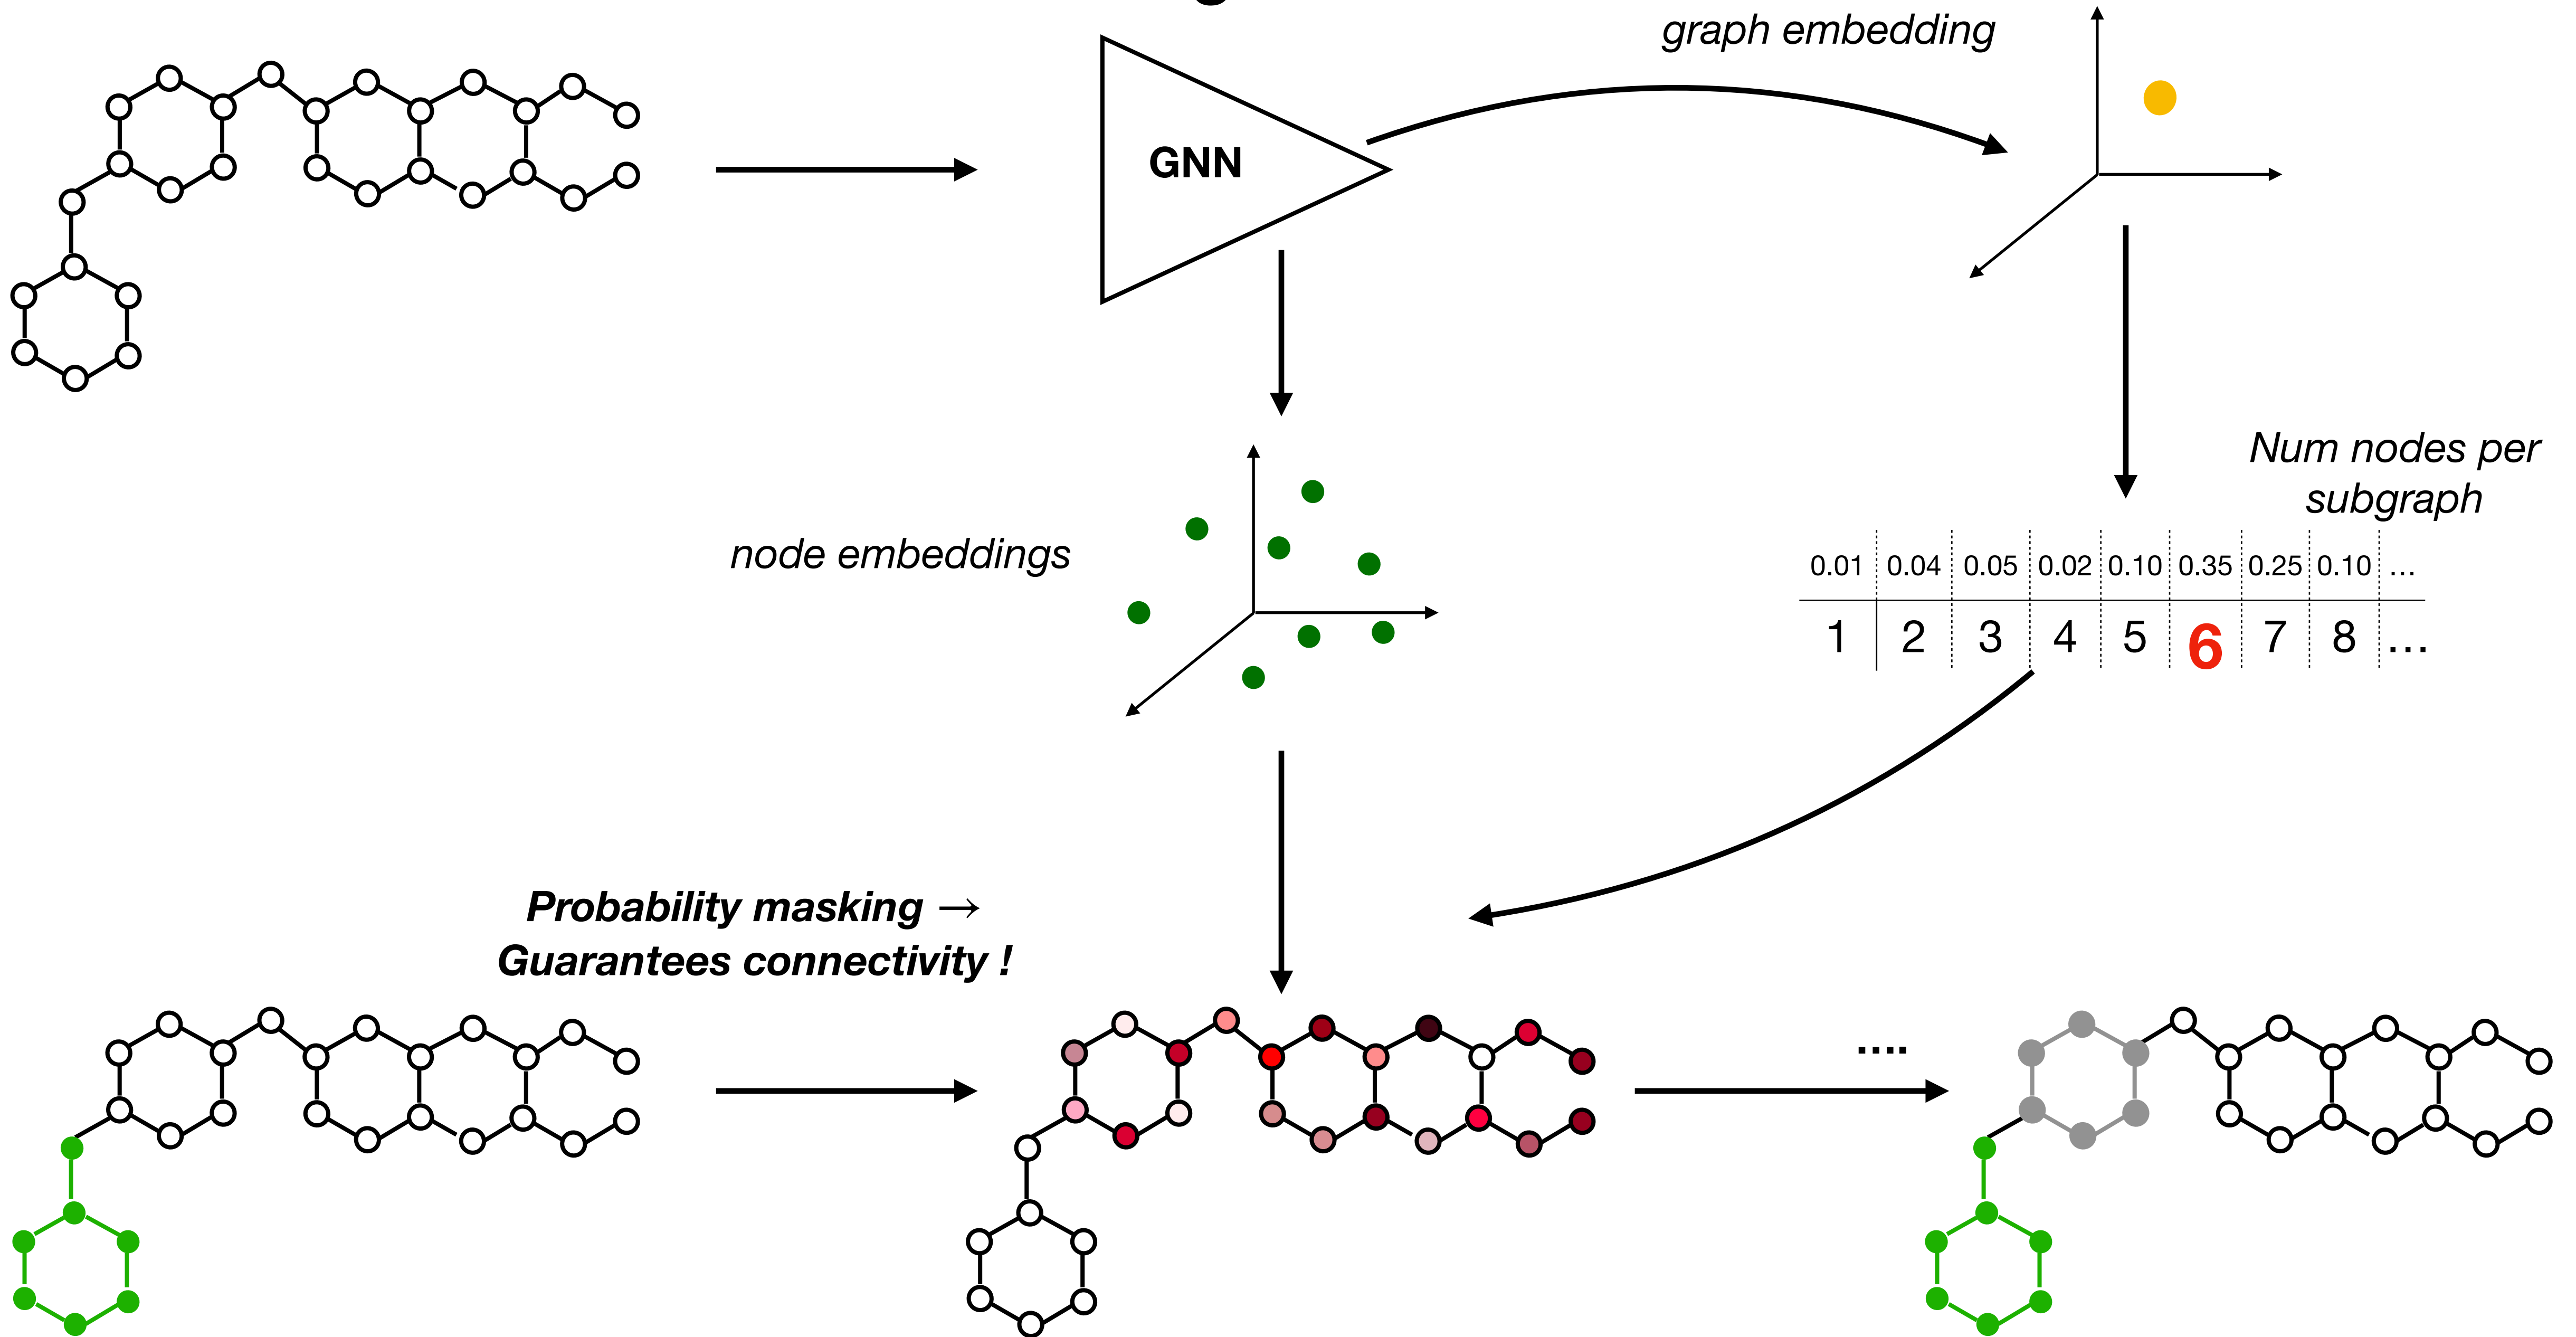 graph embedding
GNN
Num nodes per
subgraph
node embeddings
0.01 0.04 0.05 0.02 0.10 0.35 0.25 0.10 ...
1 2 3 4 5 6 7 8 ...
Probability masking →
Guarantees connectivity !
....